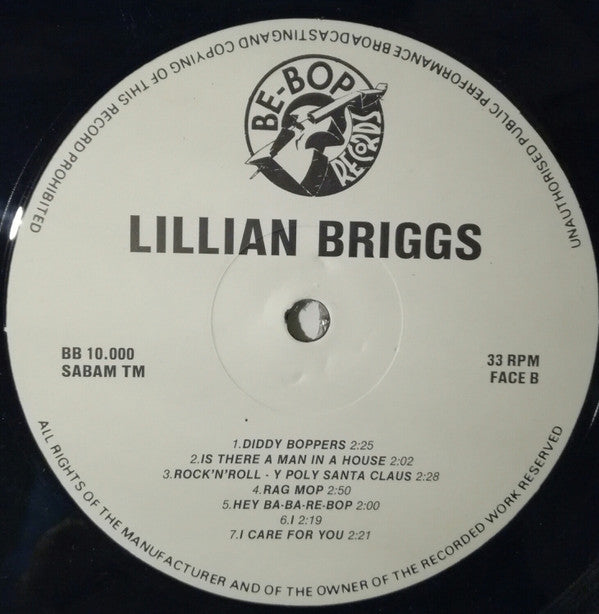 UNAUTHORISED PUBLIC PERFORMANCE BROADCASTING AND COPYING OF THIS RECORD PROHIBITED
BE-BOP
RECORDS
LILLIAN BRIGGS
BB 10.000
SABAM TM
33 RPM
FACE B
1.DIDDY BOPPERS 2:25
2.IS THERE A MAN IN A HOUSE 2:02
3.ROCK'N'ROLL - Y POLY SANTA CLAUS 2:28
4.RAG MOP 2:50
5.HEY BA-BA-RE-BOP 2:00
6.I 2:19
7.I CARE FOR YOU 2:21
ALL RIGHTS OF THE MANUFACTURER AND OF THE OWNER OF THE RECORDED WORK RESERVED